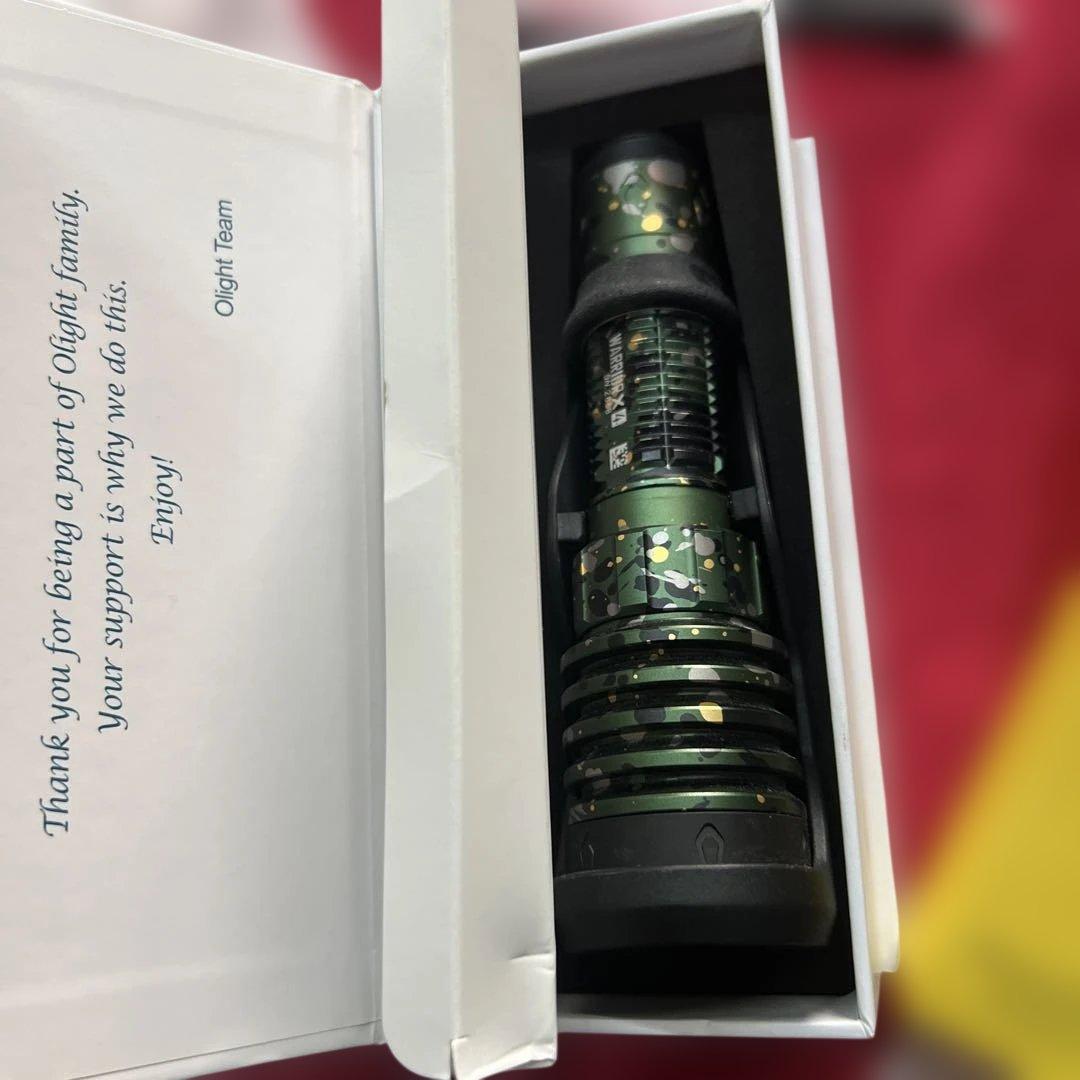 Thank you for being a part of Olight family.
Your support is why we do this.
Enjoy!
Olight Team
WARRIOR X 4